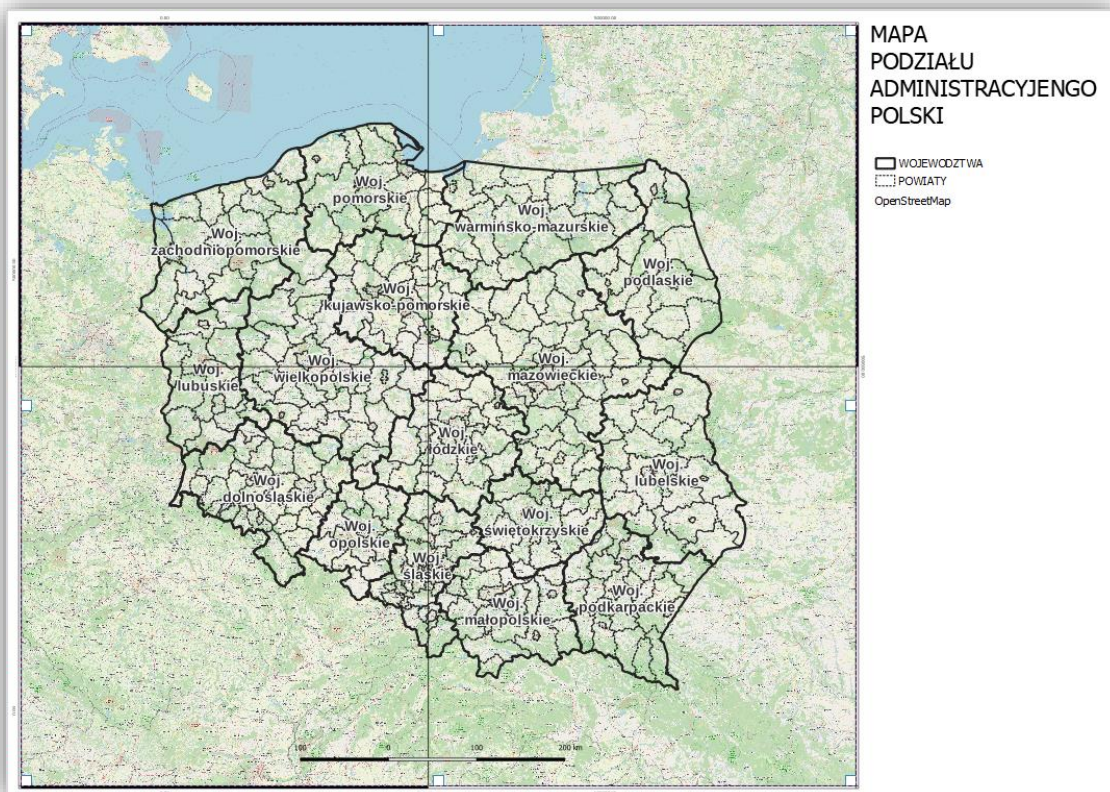 MAPA
PODZIAŁU
ADMINISTRACYJENGO
POLSKI
WOJEWODZTWA
POWIATY
OpenStreetMap
Woj.
pomorskie
Woj.
warmińsko-mazurskie
Woj.
zachodniopomorskie
Woj.
podlaskie
Woj.
kujawsko-pomorskie
Woj.
mazowieckie
Woj.
wielkopolskie
Woj.
lubuskie
Woj.
łódzkie
Woj.
lubelskie
Woj.
dolnośląskie
Woj.
świętokrzyskie
Woj.
opolskie
Woj.
śląskie
Woj.
podkarpackie
Woj.
małopolskie
100 0 100 200 km